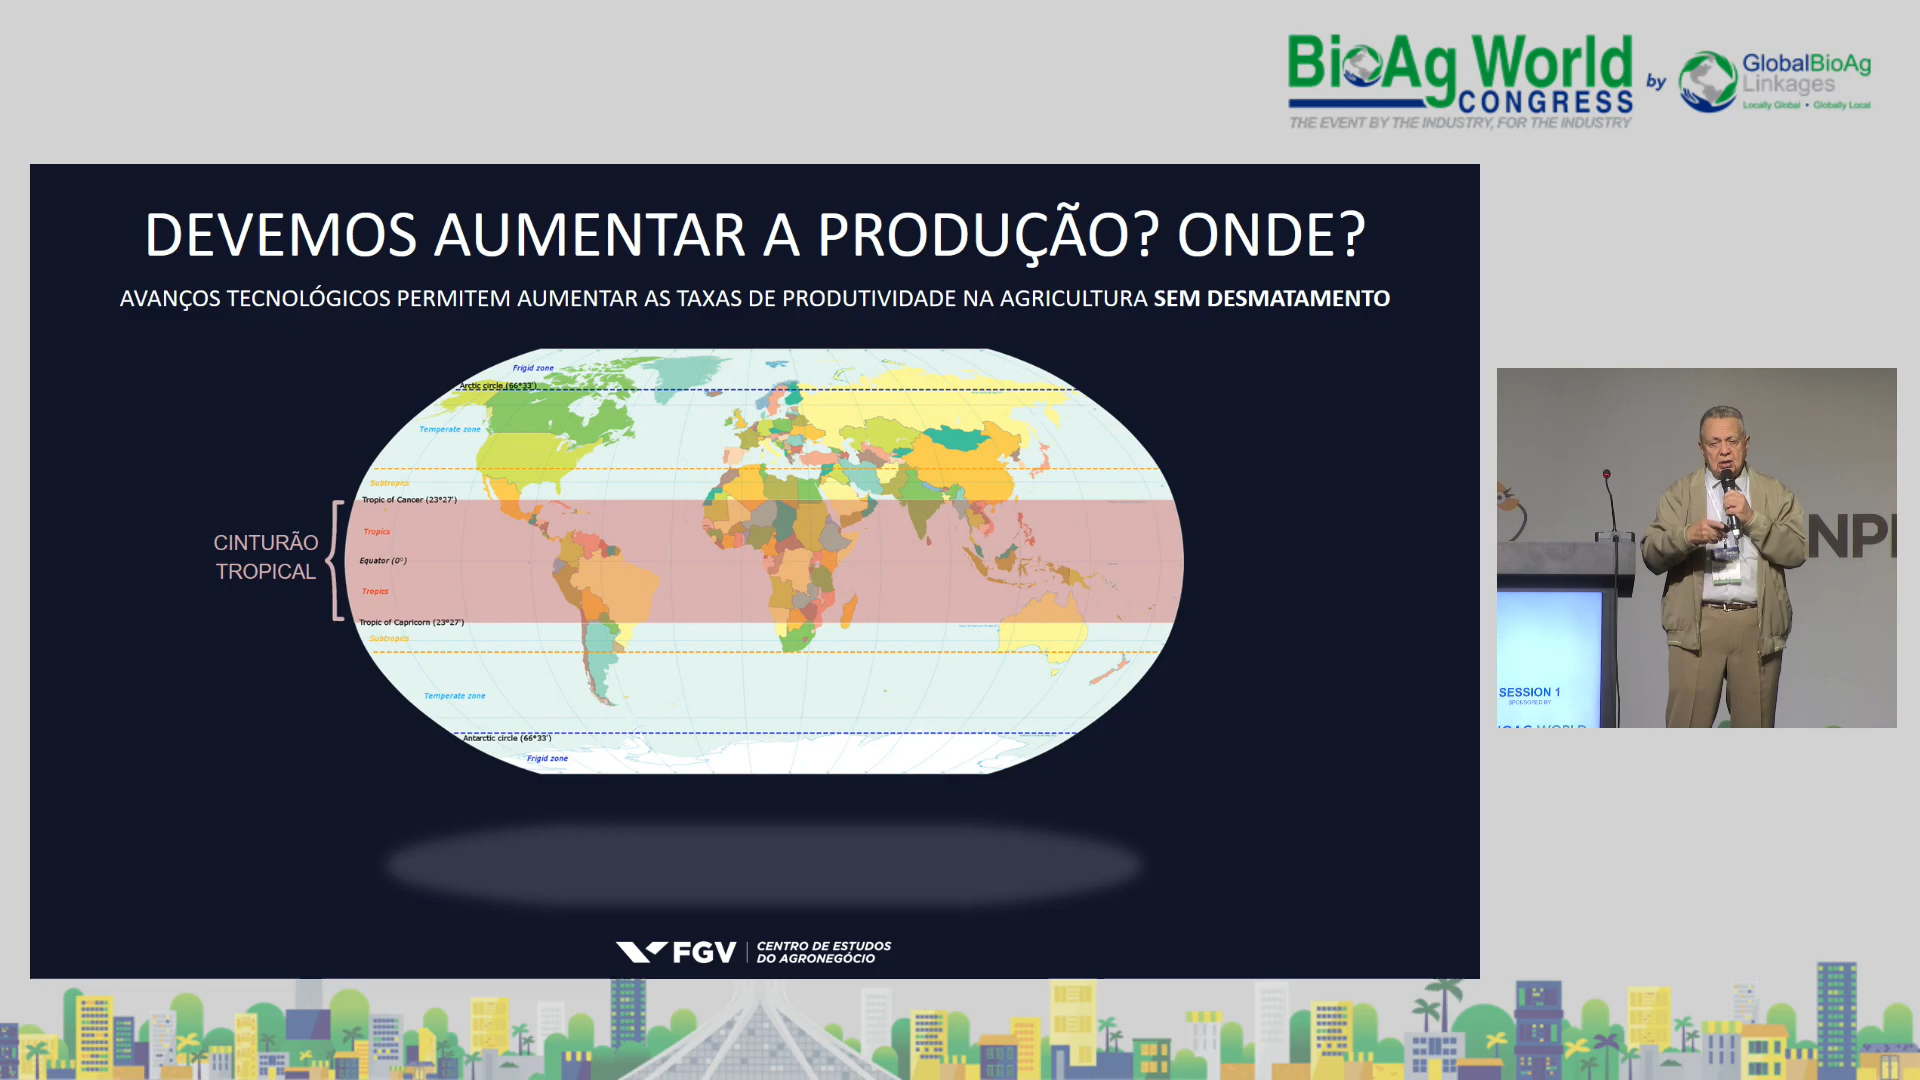 BioAg World
CONGRESS
THE EVENT BY THE INDUSTRY, FOR THE INDUSTRY
by
GlobalBioAg
Linkages
Locally Global • Globally Local
DEVEMOS AUMENTAR A PRODUÇÃO? ONDE?
AVANÇOS TECNOLÓGICOS PERMITEM AUMENTAR AS TAXAS DE PRODUTIVIDADE NA AGRICULTURA SEM DESMATAMENTO
Frigid zone
Arctic circle (66°33')
Temperate zone
Subtropics
Tropic of Cancer (23°27')
Tropics
CINTURÃO
TROPICAL
Equator (0°)
Tropics
Tropic of Capricorn (23°27')
Subtropics
Temperate zone
Antarctic circle (66°33')
Frigid zone
FGV
CENTRO DE ESTUDOS
DO AGRONEGÓCIO
NP
SESSION 1
SPONSORED BY